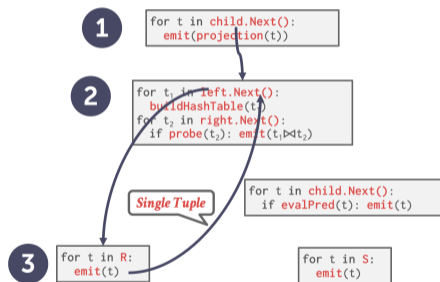 1
for t in child.Next():
emit(projection(t))
2
for t₁ in left.Next():
buildHashTable(t₁)
for t₂ in right.Next():
if probe(t₂): emit(t₁⨝t₂)
Single Tuple
for t in child.Next():
if evalPred(t): emit(t)
3
for t in R:
emit(t)
for t in S:
emit(t)